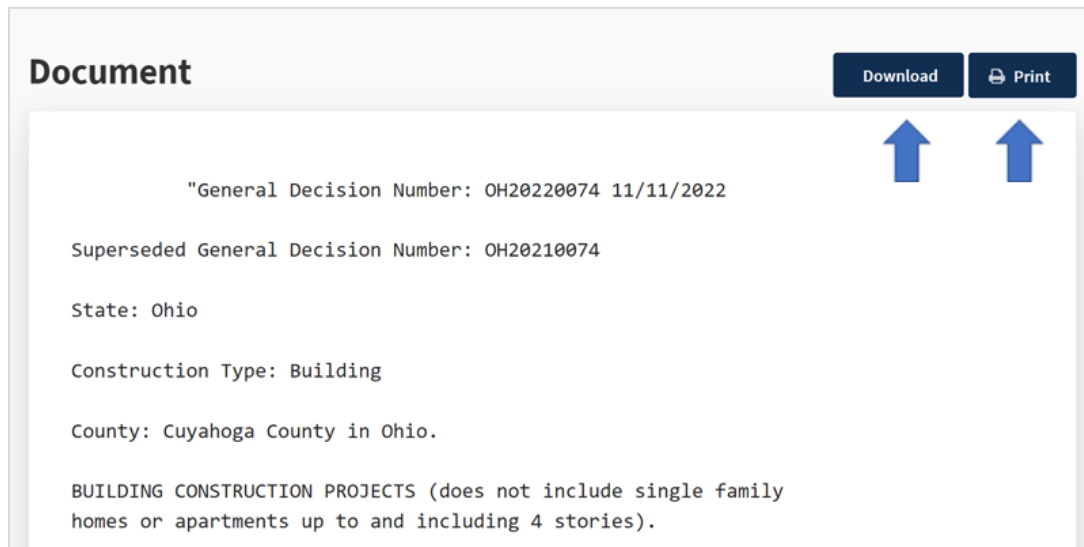 Document
Download
Print
"General Decision Number: OH20220074 11/11/2022
Superseded General Decision Number: OH20210074
State: Ohio
Construction Type: Building
County: Cuyahoga County in Ohio.
BUILDING CONSTRUCTION PROJECTS (does not include single family
homes or apartments up to and including 4 stories).